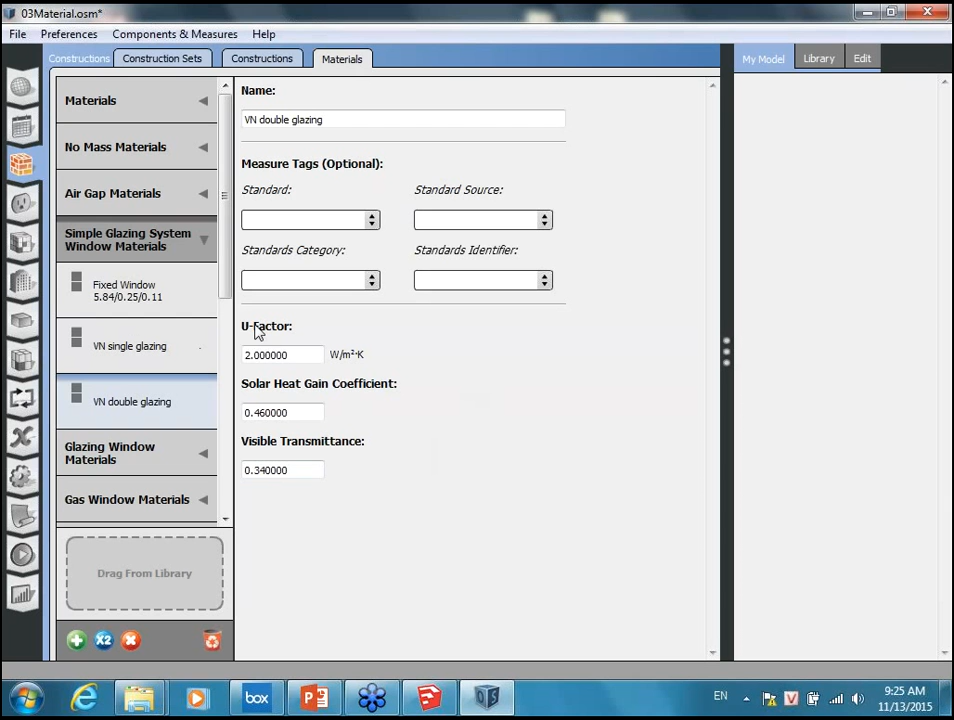 03Material.osm*
File Preferences Components & Measures Help
Constructions Construction Sets Constructions Materials
My Model Library Edit
Materials
No Mass Materials
Air Gap Materials
Simple Glazing System
Window Materials
Fixed Window
5.84/0.25/0.11
VN single glazing
VN double glazing
Glazing Window
Materials
Gas Window Materials
Drag From Library
X2
Name:
VN double glazing
Measure Tags (Optional):
Standard: Standard Source:
Standards Category: Standards Identifier:
U-Factor:
2.000000 W/m²·K
Solar Heat Gain Coefficient:
0.460000
Visible Transmittance:
0.340000
box
EN
9:25 AM
11/13/2015